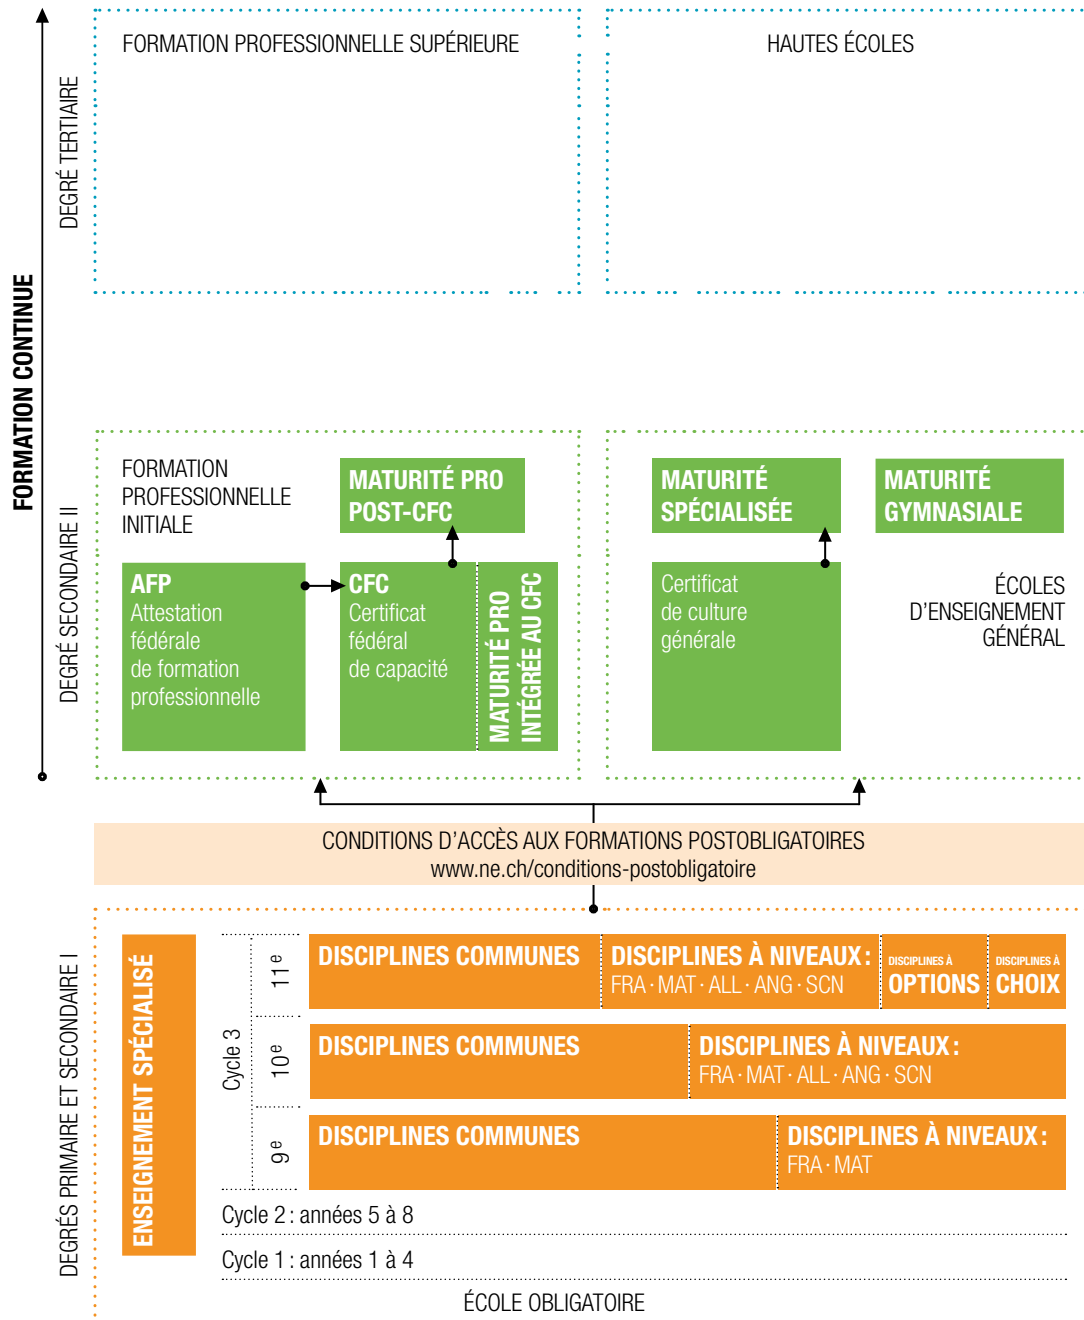 FORMATION CONTINUE
DEGRÉ TERTIAIRE
FORMATION PROFESSIONNELLE SUPÉRIEURE
HAUTES ÉCOLES
DEGRÉ SECONDAIRE II
FORMATION
PROFESSIONNELLE
INITIALE
MATURITÉ PRO
POST-CFC
AFP
Attestation
fédérale
de formation
professionnelle
CFC
Certificat
fédéral
de capacité
MATURITÉ PRO
INTÉGRÉE AU CFC
MATURITÉ
SPÉCIALISÉE
MATURITÉ
GYMNASIALE
Certificat
de culture
générale
ÉCOLES
D'ENSEIGNEMENT
GÉNÉRAL
CONDITIONS D'ACCÈS AUX FORMATIONS POSTOBLIGATOIRES
www.ne.ch/conditions-postobligatoire
DEGRÉS PRIMAIRE ET SECONDAIRE I
ENSEIGNEMENT SPÉCIALISÉ
Cycle 3
11e
DISCIPLINES COMMUNES
DISCIPLINES À NIVEAUX :
FRA · MAT · ALL · ANG · SCN
DISCIPLINES À
OPTIONS
DISCIPLINES À
CHOIX
10e
DISCIPLINES COMMUNES
DISCIPLINES À NIVEAUX :
FRA · MAT · ALL · ANG · SCN
9e
DISCIPLINES COMMUNES
DISCIPLINES À NIVEAUX :
FRA · MAT
Cycle 2 : années 5 à 8
Cycle 1 : années 1 à 4
ÉCOLE OBLIGATOIRE